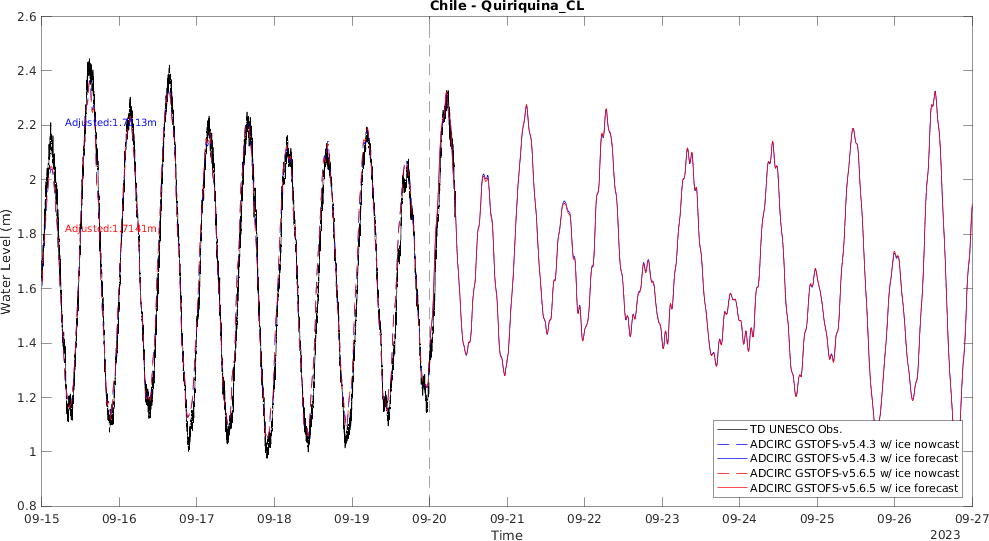 Chile - Quiriquina_CL
2.6
2.4
2.2
2
1.8
1.6
1.4
1.2
1
0.8
Water Level (m)
Adjusted:1.7113m
Adjusted:1.7141m
TD UNESCO Obs.
ADCIRC GSTOFS-v5.4.3 w/ ice nowcast
ADCIRC GSTOFS-v5.4.3 w/ ice forecast
ADCIRC GSTOFS-v5.6.5 w/ ice nowcast
ADCIRC GSTOFS-v5.6.5 w/ ice forecast
09-15 09-16 09-17 09-18 09-19 09-20 09-21 09-22 09-23 09-24 09-25 09-26 09-27
Time
2023